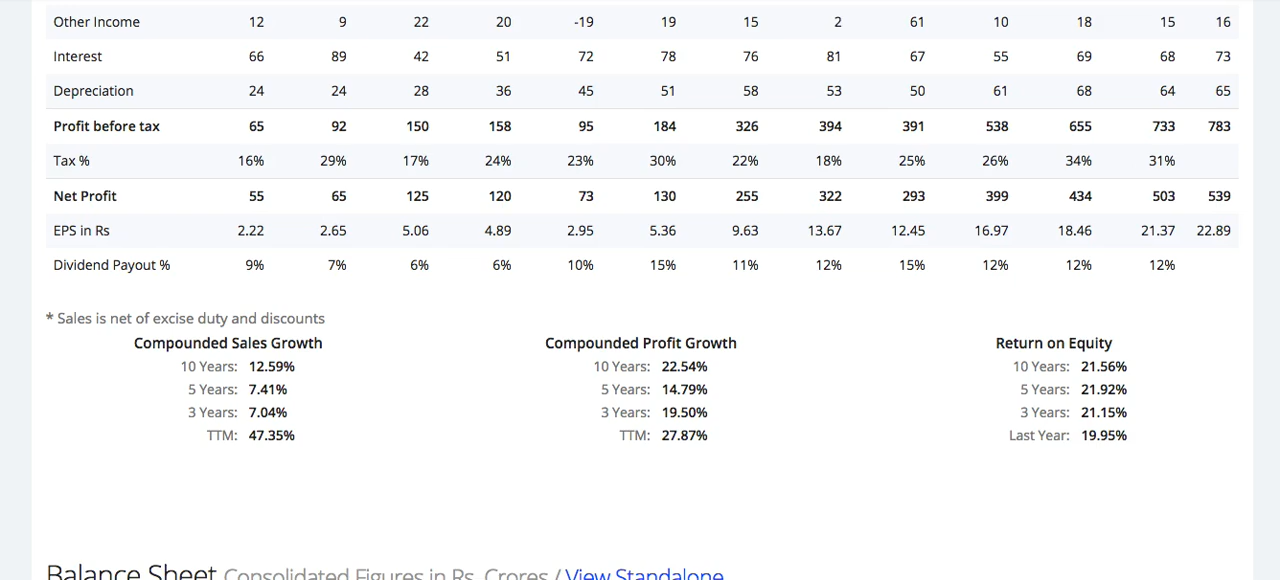 Other Income 12 9 22 20 -19 19 15 2 61 10 18 15 16
Interest 66 89 42 51 72 78 76 81 67 55 69 68 73
Depreciation 24 24 28 36 45 51 58 53 50 61 68 64 65
Profit before tax 65 92 150 158 95 184 326 394 391 538 655 733 783
Tax % 16% 29% 17% 24% 23% 30% 22% 18% 25% 26% 34% 31%
Net Profit 55 65 125 120 73 130 255 322 293 399 434 503 539
EPS in Rs 2.22 2.65 5.06 4.89 2.95 5.36 9.63 13.67 12.45 16.97 18.46 21.37 22.89
Dividend Payout % 9% 7% 6% 6% 10% 15% 11% 12% 15% 12% 12% 12%
* Sales is net of excise duty and discounts
Compounded Sales Growth Compounded Profit Growth Return on Equity
10 Years: 12.59% 10 Years: 22.54% 10 Years: 21.56%
5 Years: 7.41% 5 Years: 14.79% 5 Years: 21.92%
3 Years: 7.04% 3 Years: 19.50% 3 Years: 21.15%
TTM: 47.35% TTM: 27.87% Last Year: 19.95%
Balance Sheet Consolidated Figures in Rs. Crores / View Standalone